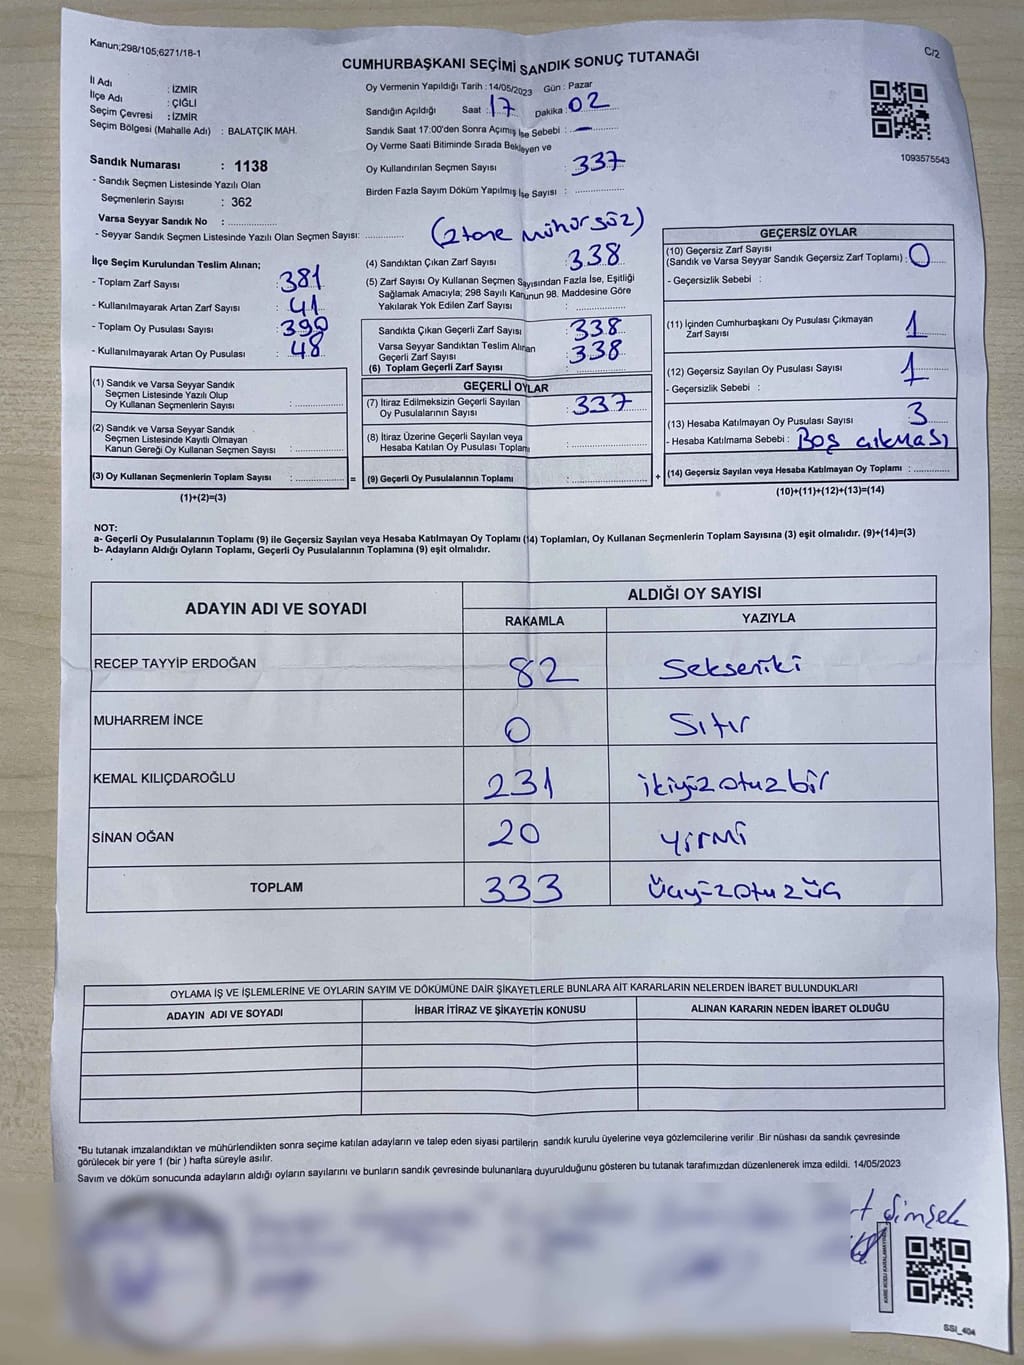 Kanun;298/105;6271/18-1
C/2
CUMHURBAŞKANI SEÇİMİ SANDIK SONUÇ TUTANAĞI
İl Adı : İZMİR
İlçe Adı : ÇİĞLİ
Seçim Çevresi : İZMİR
Seçim Bölgesi (Mahalle Adı) : BALATÇIK MAH.
Sandık Numarası : 1138
- Sandık Seçmen Listesinde Yazılı Olan
Seçmenlerin Sayısı : 362
Varsa Seyyar Sandık No :
- Seyyar Sandık Seçmen Listesinde Yazılı Olan Seçmen Sayısı:
Oy Vermenin Yapıldığı Tarih : 14/05/2023 Gün : Pazar
Sandığın Açıldığı Saat : 17 Dakika : 02
Sandık Saat 17:00'den Sonra Açımış İse Sebebi : —
Oy Verme Saati Bitiminde Sırada Bekleyen ve
Oy Kullandırılan Seçmen Sayısı : 337
Birden Fazla Sayım Döküm Yapılmış İse Sayısı :
1093575543
(2 tane mühürsüz)
İlçe Seçim Kurulundan Teslim Alınan;
- Toplam Zarf Sayısı : 381
- Kullanılmayarak Artan Zarf Sayısı : 41
- Toplam Oy Pusulası Sayısı :
- Kullanılmayarak Artan Oy Pusulası : 48
(4) Sandıktan Çıkan Zarf Sayısı : 338
(5) Zarf Sayısı Oy Kullanan Seçmen Sayısından Fazla İse, Eşitliği
Sağlamak Amacıyla; 298 Sayılı Kanunun 98. Maddesine Göre
Yakılarak Yok Edilen Zarf Sayısı :
Sandıkta Çıkan Geçerli Zarf Sayısı : 338
Varsa Seyyar Sandıktan Teslim Alınan
Geçerli Zarf Sayısı : 338
(6) Toplam Geçerli Zarf Sayısı :
GEÇERSİZ OYLAR
(10) Geçersiz Zarf Sayısı
(Sandık ve Varsa Seyyar Sandık Geçersiz Zarf Toplamı) : 0
- Geçersizlik Sebebi :
(11) İçinden Cumhurbaşkanı Oy Pusulası Çıkmayan
Zarf Sayısı : 1
(12) Geçersiz Sayılan Oy Pusulası Sayısı : 1
- Geçersizlik Sebebi :
(13) Hesaba Katılmayan Oy Pusulası Sayısı : 3
- Hesaba Katılmama Sebebi : Boş çıkması
(14) Geçersiz Sayılan veya Hesaba Katılmayan Oy Toplamı :
(10)+(11)+(12)+(13)=(14)
(1) Sandık ve Varsa Seyyar Sandık
Seçmen Listesinde Yazılı Olup
Oy Kullanan Seçmenlerin Sayısı :
(2) Sandık ve Varsa Seyyar Sandık
Seçmen Listesinde Kayıtlı Olmayan
Kanun Gereği Oy Kullanan Seçmen Sayısı :
(3) Oy Kullanan Seçmenlerin Toplam Sayısı : =
(1)+(2)=(3)
GEÇERLİ OYLAR
(7) İtiraz Edilmeksizin Geçerli Sayılan
Oy Pusulalarının Sayısı : 337
(8) İtiraz Üzerine Geçerli Sayılan veya
Hesaba Katılan Oy Pusulası Toplamı :
(9) Geçerli Oy Pusulalarının Toplamı : +
NOT:
a- Geçerli Oy Pusulalarının Toplamı (9) ile Geçersiz Sayılan veya Hesaba Katılmayan Oy Toplamı (14) Toplamları, Oy Kullanan Seçmenlerin Toplam Sayısına (3) eşit olmalıdır. (9)+(14)=(3)
b- Adayların Aldığı Oyların Toplamı, Geçerli Oy Pusulalarının Toplamına (9) eşit olmalıdır.
ADAYIN ADI VE SOYADI
ALDIĞI OY SAYISI
RAKAMLA YAZIYLA
RECEP TAYYİP ERDOĞAN 82 Sekseniki
MUHARREM İNCE 0 Sıfır
KEMAL KILIÇDAROĞLU 231 ikiyüzotuzbir
SİNAN OĞAN 20 yirmi
TOPLAM 333 Üçyüzotuzüç
OYLAMA İŞ VE İŞLEMLERİNE VE OYLARIN SAYIM VE DÖKÜMÜNE DAİR ŞİKAYETLERLE BUNLARA AİT KARARLARIN NELERDEN İBARET BULUNDUKLARI
ADAYIN ADI VE SOYADI İHBAR İTİRAZ VE ŞİKAYETİN KONUSU ALINAN KARARIN NEDEN İBARET OLDUĞU
*Bu tutanak imzalandıktan ve mühürlendikten sonra seçime katılan adayların ve talep eden siyasi partilerin sandık kurulu üyelerine veya gözlemcilerine verilir .Bir nüshası da sandık çevresinde
görülecek bir yere 1 (bir ) hafta süreyle asılır.
Sayım ve döküm sonucunda adayların aldığı oyların sayılarını ve bunların sandık çevresinde bulunanlara duyurulduğunu gösteren bu tutanak tarafımızdan düzenlenerek imza edildi. 14/05/2023
Şimşek
KARE KODU KARALAMAYINIZ
SSI_404